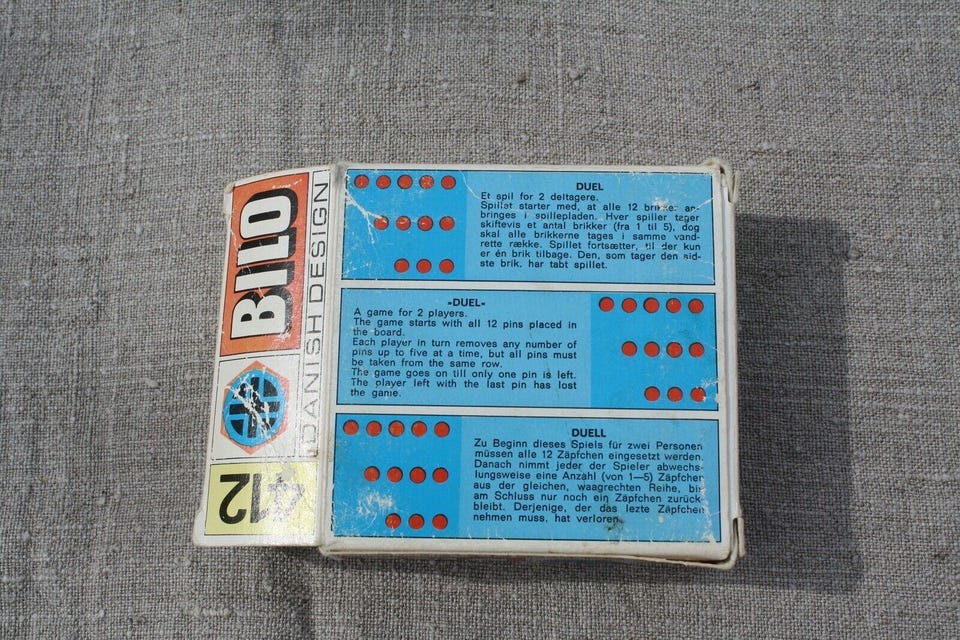 BILO
DANISH DESIGN
412
DUEL
Et spil for 2 deltagere.
Spillet starter med, at alle 12 brikker an-
bringes i spillepladen. Hver spiller tager
skiftevis et antal brikker (fra 1 til 5), dog
skal alle brikkerne tages i samme vand-
rette række. Spillet fortsætter, til der kun
er én brik tilbage. Den, som tager den sid-
ste brik, har tabt spillet.
-DUEL-
A game for 2 players.
The game starts with all 12 pins placed in
the board.
Each player in turn removes any number of
pins up to five at a time, but all pins must
be taken from the same row.
The game goes on till only one pin is left.
The player left with the last pin has lost
the game.
DUELL
Zu Beginn dieses Spiels für zwei Personen
müssen alle 12 Zäpfchen eingesetzt werden.
Danach nimmt jeder der Spieler abwechs-
lungsweise eine Anzahl (von 1—5) Zäpfchen
aus der gleichen, waagrechten Reihe, bis
am Schluss nur noch ein Zäpfchen zurück
bleibt. Derjenige, der das lezte Zäpfchen
nehmen muss, hat verloren.